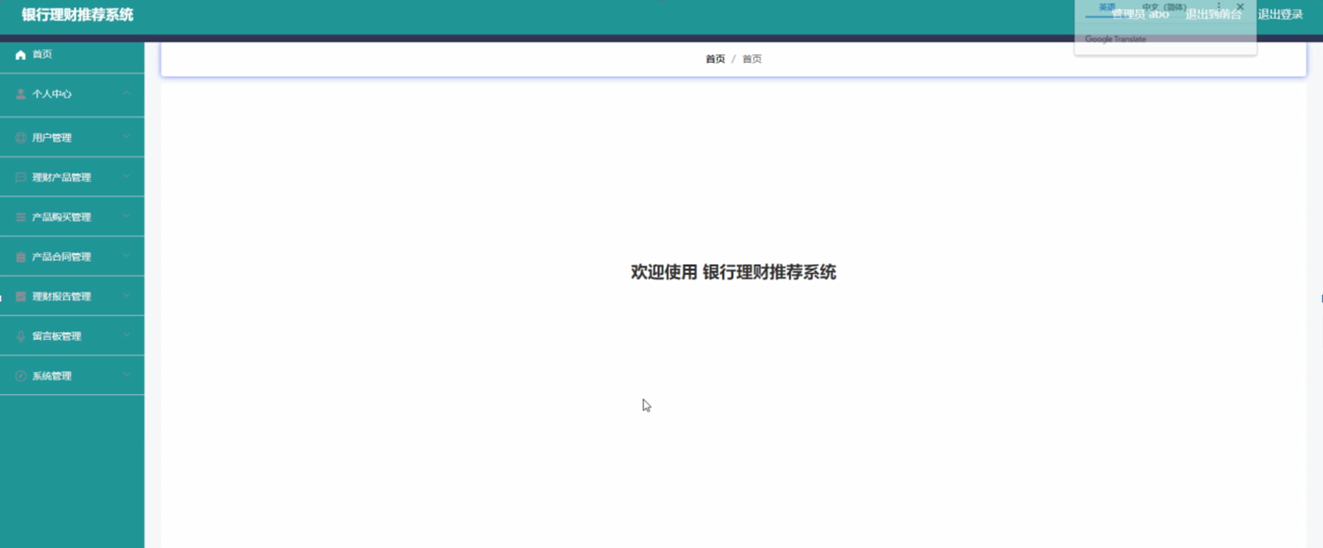 银行理财推荐系统
英语 中文（简体）
管理员 abo 退出到前台 退出登录
Google Translate
首页
首页 / 首页
个人中心
用户管理
理财产品管理
产品购买管理
产品合同管理
理财报告管理
留言板管理
系统管理
欢迎使用 银行理财推荐系统